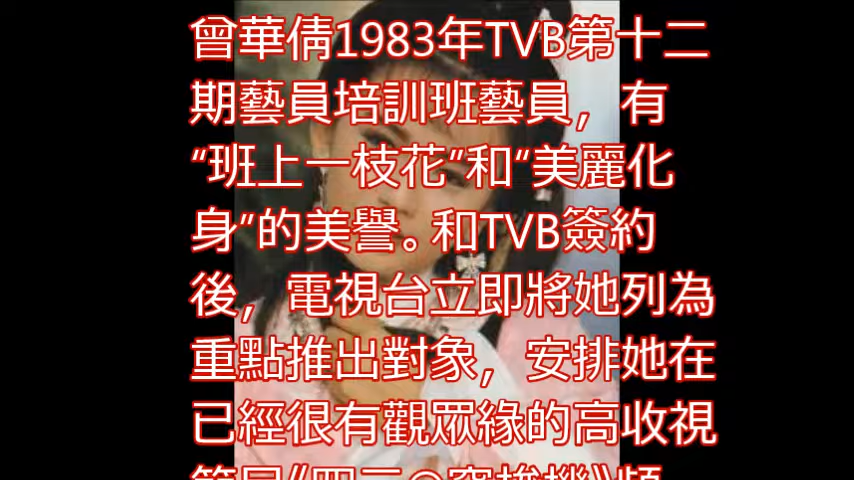 曾華倩1983年TVB第十二
期藝員培訓班藝員，有
“班上一枝花”和“美麗化
身”的美譽。和TVB簽約
後，電視台立即將她列為
重點推出對象，安排她在
已經很有觀眾緣的高收視